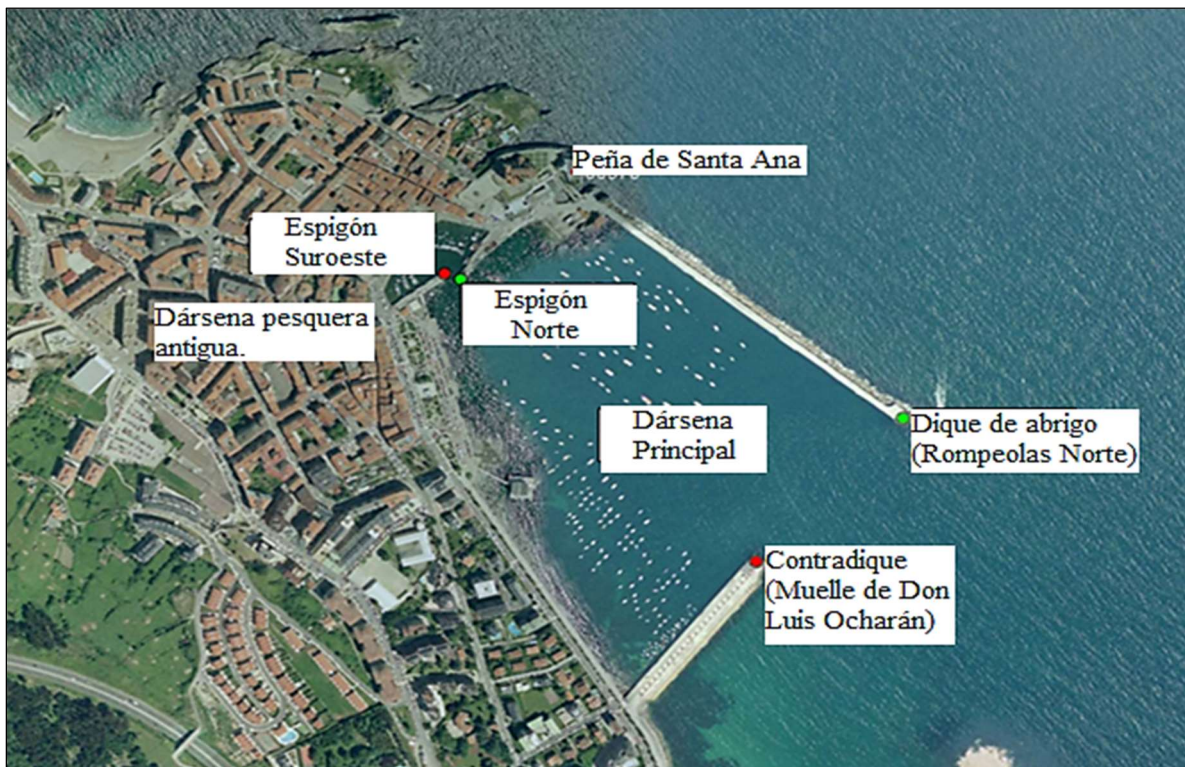 Peña de Santa Ana
Espigón
Suroeste
Espigón
Norte
Dársena pesquera
antigua.
Dársena
Principal
Dique de abrigo
(Rompeolas Norte)
Contradique
(Muelle de Don
Luis Ocharán)